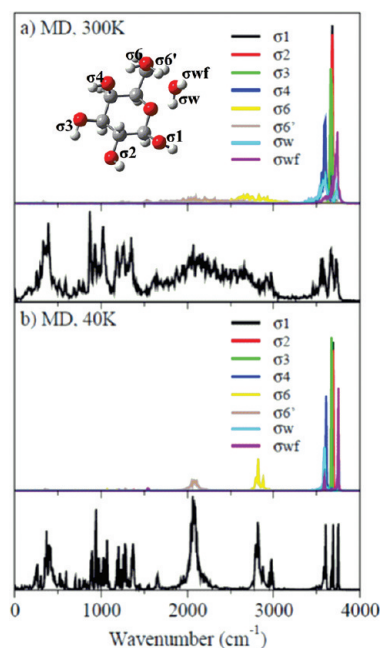 a) MD, 300K
σ1
σ2
σ3
σ4
σ6
σ6'
σw
σwf
σ6
σ6'
σ4
σwf
σw
σ3
σ1
σ2
b) MD, 40K
σ1
σ2
σ3
σ4
σ6
σ6'
σw
σwf
0 1000 2000 3000 4000
Wavenumber (cm⁻¹)